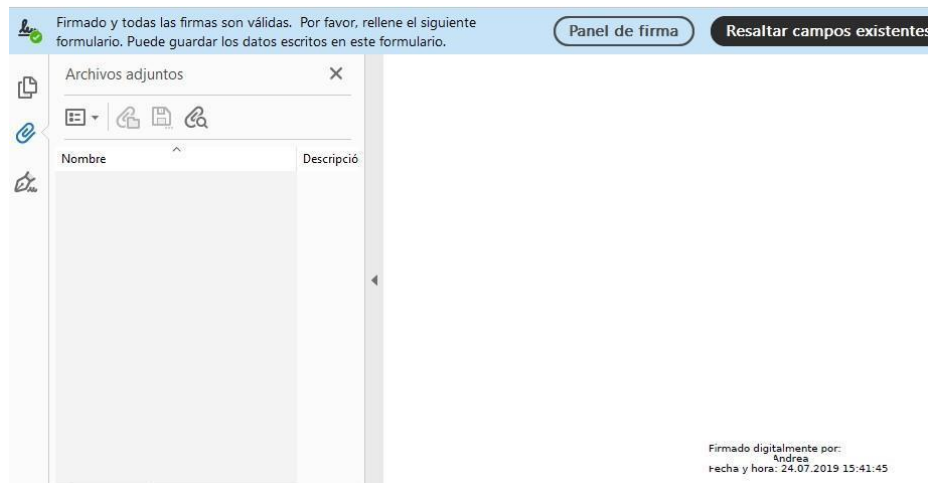 Firmado y todas las firmas son válidas. Por favor, rellene el siguiente
formulario. Puede guardar los datos escritos en este formulario.
Panel de firma
Resaltar campos existentes
Archivos adjuntos
Nombre
Descripció
Firmado digitalmente por:
Andrea
Fecha y hora: 24.07.2019 15:41:45